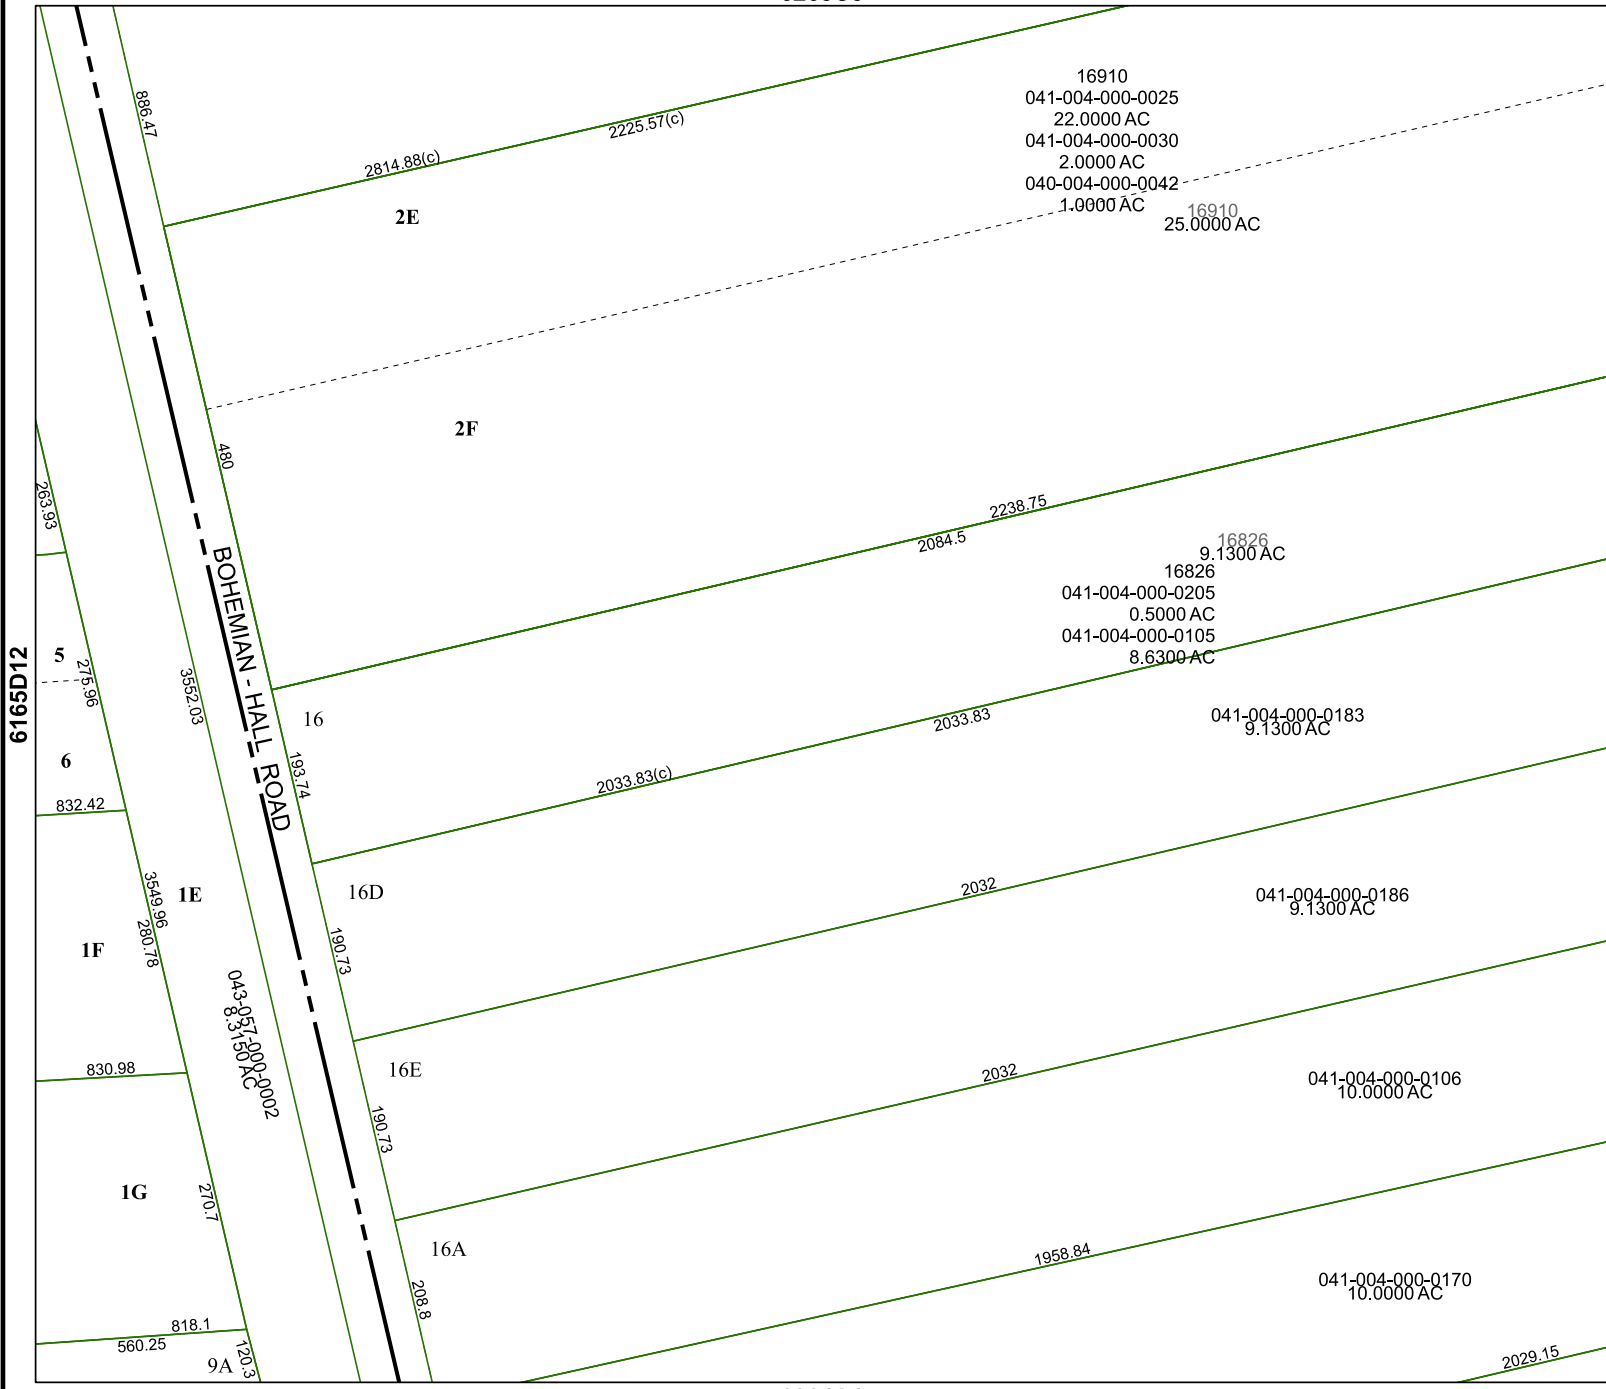 886.47
2814.88(c)
2225.57(c)
16910
041-004-000-0025
22.0000 AC
041-004-000-0030
2.0000 AC
040-004-000-0042
1.0000 AC
16910
25.0000 AC
2E
2F
480
263.93
2238.75
2084.5
16826
9.1300 AC
16826
041-004-000-0205
0.5000 AC
041-004-000-0105
8.6300 AC
BOHEMIAN - HALL ROAD
6165D12
5
275.96
3552.03
16
193.74
2033.83
2033.83(c)
041-004-000-0183
9.1300 AC
6
832.42
3549.96
280.78
1E
1F
16D
190.73
2032
041-004-000-0186
9.1300 AC
043-057-000-0002
8.3150 AC
830.98
16E
190.73
2032
041-004-000-0106
10.0000 AC
1G
270.7
16A
208.8
1958.84
041-004-000-0170
10.0000 AC
818.1
560.25
9A
120.3
2029.15